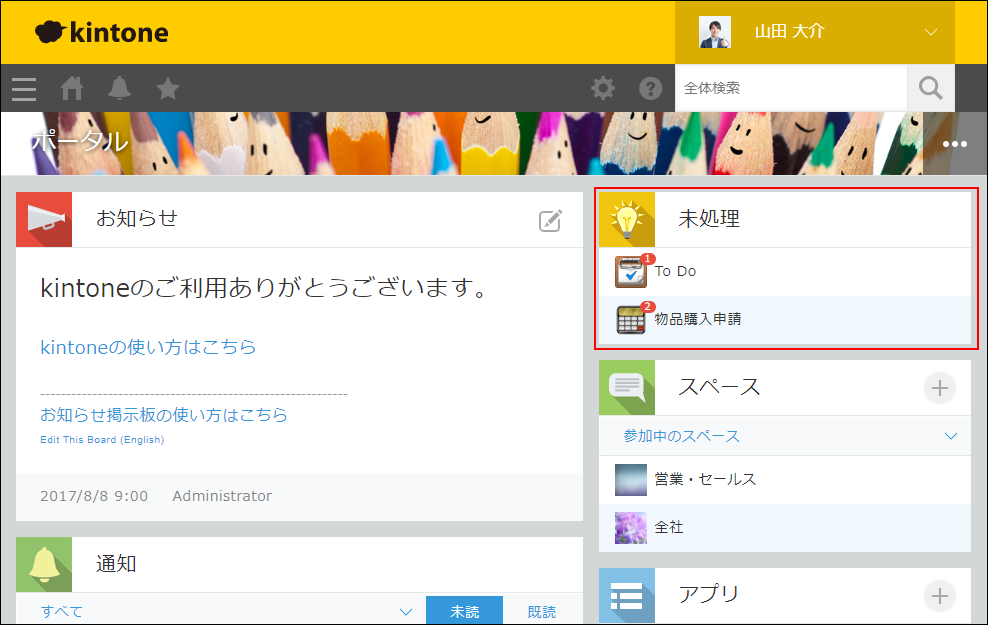 kintone
山田 大介
全体検索
ポータル
お知らせ
kintoneのご利用ありがとうございます。
kintoneの使い方はこちら
------------------------------------------------------------
お知らせ掲示板の使い方はこちら
Edit This Board (English)
2017/8/8 9:00 Administrator
通知
すべて
未読
既読
未処理
1
To Do
2
物品購入申請
スペース
参加中のスペース
営業・セールス
全社
アプリ